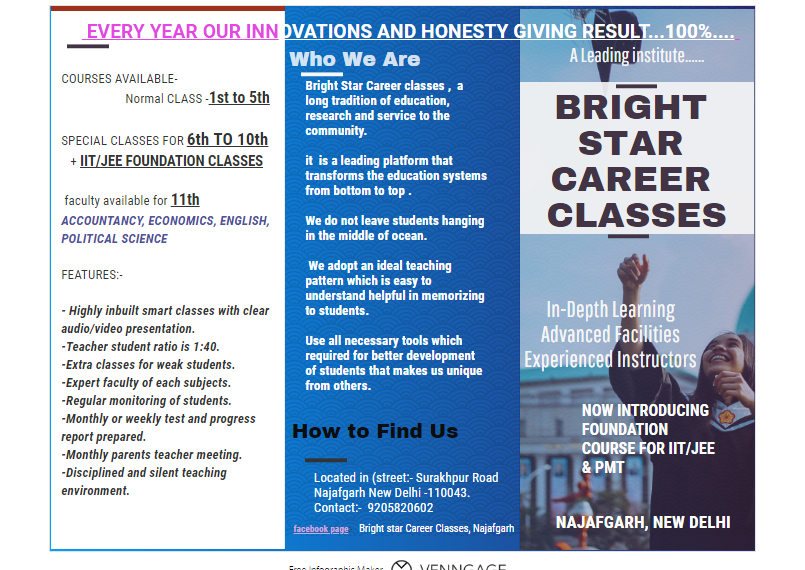 EVERY YEAR OUR INNOVATIONS AND HONESTY GIVING RESULT...100%....
COURSES AVAILABLE-
Normal CLASS -1st to 5th
SPECIAL CLASSES FOR 6th TO 10th
+ IIT/JEE FOUNDATION CLASSES
faculty available for 11th
ACCOUNTANCY, ECONOMICS, ENGLISH,
POLITICAL SCIENCE
FEATURES:-
- Highly inbuilt smart classes with clear
audio/video presentation.
-Teacher student ratio is 1:40.
-Extra classes for weak students.
-Expert faculty of each subjects.
-Regular monitoring of students.
-Monthly or weekly test and progress
report prepared.
-Monthly parents teacher meeting.
-Disciplined and silent teaching
environment.
Who We Are
Bright Star Career classes , a
long tradition of education,
research and service to the
community.
it is a leading platform that
transforms the education systems
from bottom to top .
We do not leave students hanging
in the middle of ocean.
We adopt an ideal teaching
pattern which is easy to
understand helpful in memorizing
to students.
Use all necessary tools which
required for better development
of students that makes us unique
from others.
How to Find Us
Located in (street:- Surakhpur Road
Najafgarh New Delhi -110043.
Contact:- 9205820602
facebook page Bright star Career Classes, Najafgarh
A Leading institute......
BRIGHT
STAR
CAREER
CLASSES
In-Depth Learning
Advanced Facilities
Experienced Instructors
NOW INTRODUCING
FOUNDATION
COURSE FOR IIT/JEE
& PMT
NAJAFGARH, NEW DELHI
Free Infographic Maker VENNGAGE